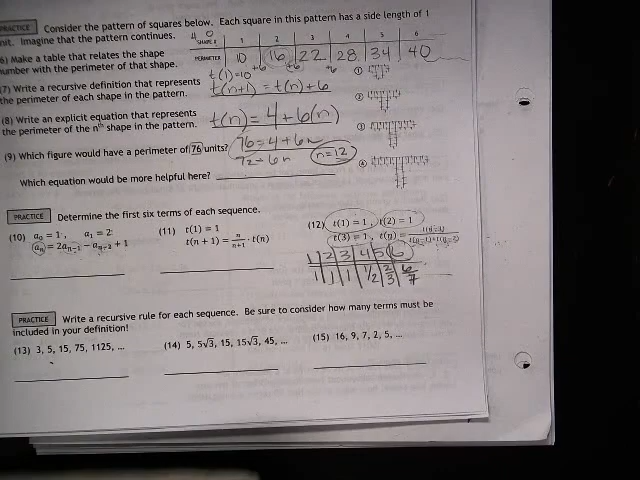 PRACTICE Consider the pattern of squares below. Each square in this pattern has a side length of 1
unit. Imagine that the pattern continues.
6) Make a table that relates the shape
number with the perimeter of that shape.
SHAPE # 1 2 3 4 5 6
PERIMETER 10 16 22 28 34 40
+6 +6 +6
7) Write a recursive definition that represents
the perimeter of each shape in the pattern.
t(1)=10
t(n+1) = t(n)+6
(8) Write an explicit equation that represents
the perimeter of the nth shape in the pattern.
t(n) = 4+6(n)
(9) Which figure would have a perimeter of 76 units?
76=4+6n
72=6n
n=12
Which equation would be more helpful here?
1
2
3
4
PRACTICE Determine the first six terms of each sequence.
(10) a₀ = 1, a₁ = 2
aₙ = 2aₙ₋₁ − aₙ₋₂ + 1
(11) t(1) = 1
t(n + 1) = n/n+1 · t(n)
(12) t(1) = 1, t(2) = 1
t(3) = 1, t(n) =
1 2 3 4 5 6
1 1 1 1/2 2/3 6/7
PRACTICE Write a recursive rule for each sequence. Be sure to consider how many terms must be
included in your definition!
(13) 3, 5, 15, 75, 1125, ...
(14) 5, 5√3, 15, 15√3, 45, ...
(15) 16, 9, 7, 2, 5, ...